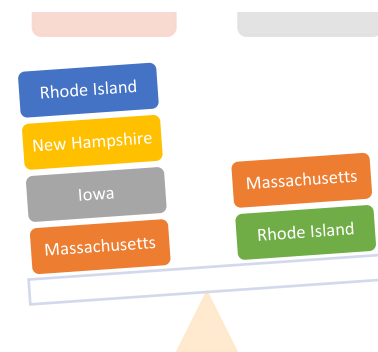 Rhode Island
New Hampshire
Iowa
Massachusetts
Massachusetts
Rhode Island